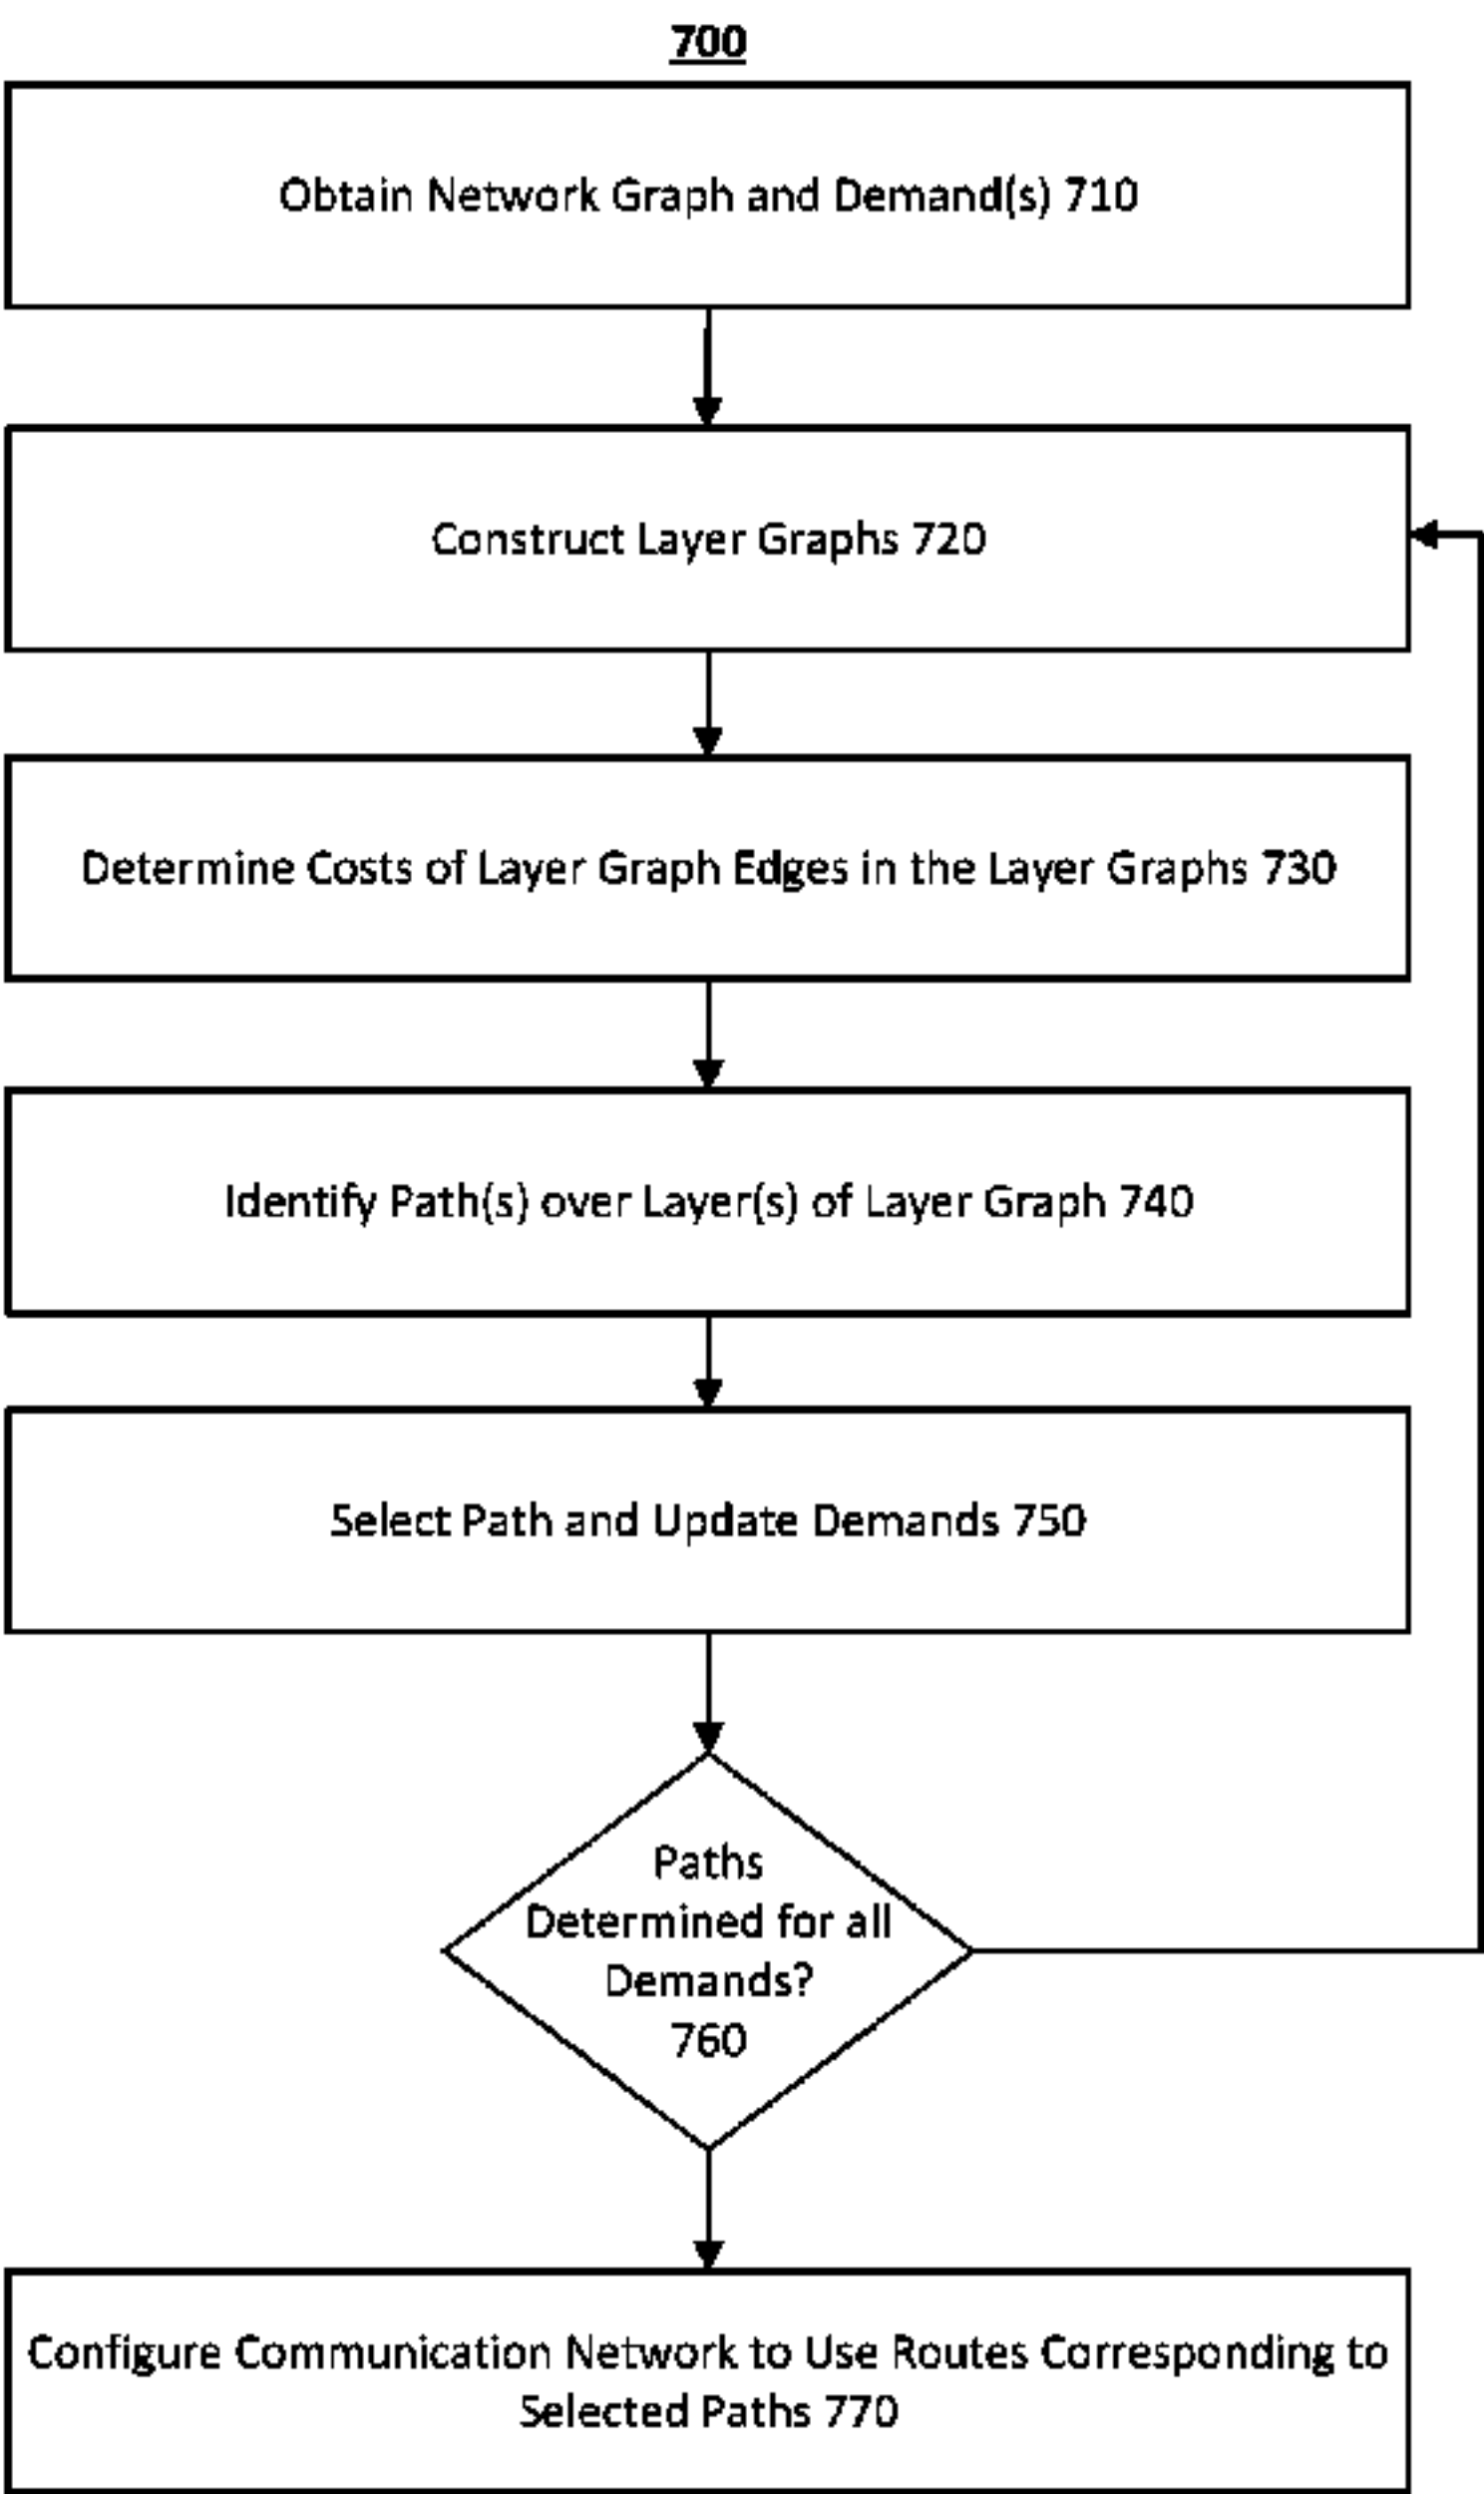 700
Obtain Network Graph and Demand(s) 710
Construct Layer Graphs 720
Determine Costs of Layer Graph Edges in the Layer Graphs 730
Identify Path(s) over Layer(s) of Layer Graph 740
Select Path and Update Demands 750
Paths
Determined for all
Demands?
760
Configure Communication Network to Use Routes Corresponding to
Selected Paths 770